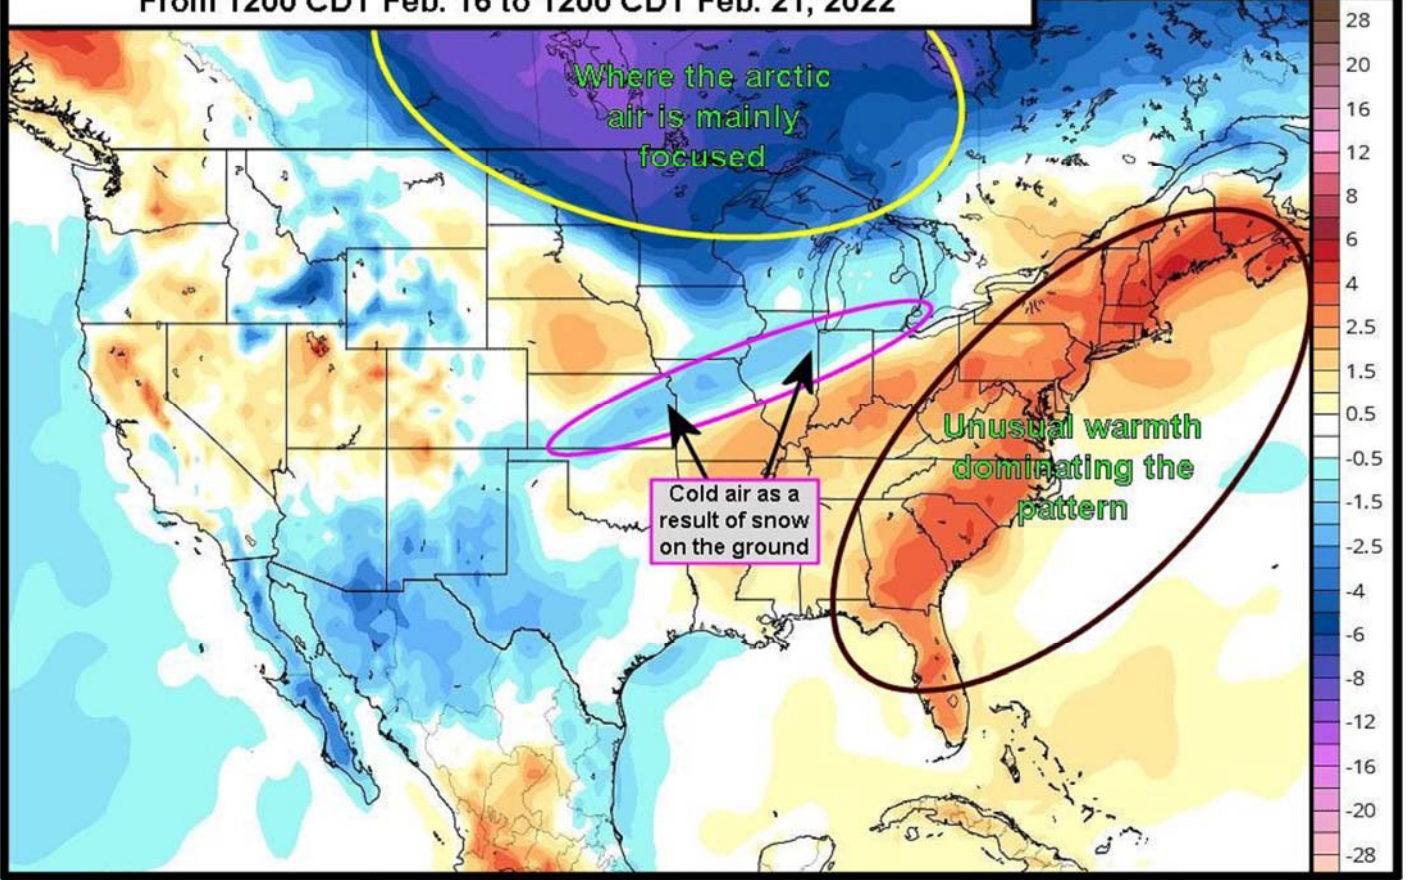 From 1200 CDT Feb. 16 to 1200 CDT Feb. 21, 2022
Where the arctic
air is mainly
focused
Unusual warmth
dominating the
pattern
Cold air as a
result of snow
on the ground
28
20
16
12
8
6
4
2.5
1.5
0.5
-0.5
-1.5
-2.5
-4
-6
-8
-12
-16
-20
-28